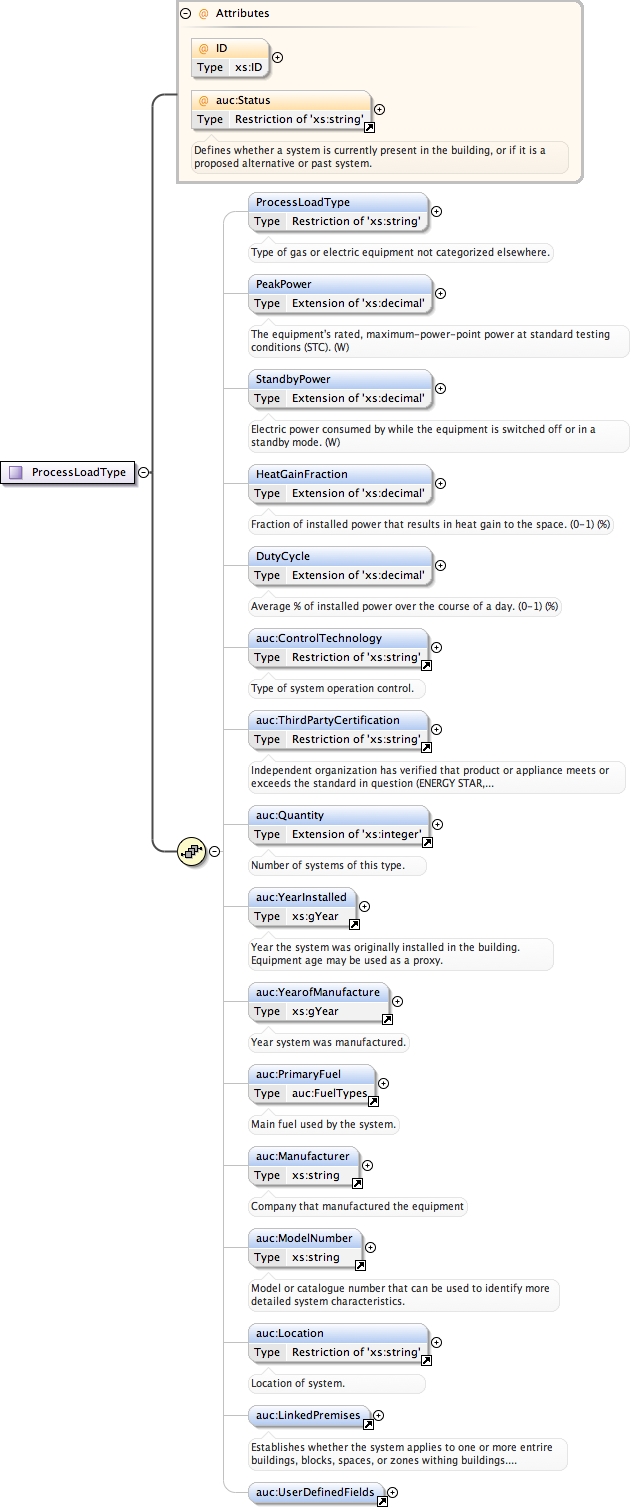 @ Attributes
@ ID
Type xs:ID
@ auc:Status
Type Restriction of 'xs:string'
Defines whether a system is currently present in the building, or if it is a
proposed alternative or past system.
ProcessLoadType
Type Restriction of 'xs:string'
Type of gas or electric equipment not categorized elsewhere.
PeakPower
Type Extension of 'xs:decimal'
The equipment's rated, maximum-power-point power at standard testing
conditions (STC). (W)
StandbyPower
Type Extension of 'xs:decimal'
Electric power consumed by while the equipment is switched off or in a
standby mode. (W)
ProcessLoadType
HeatGainFraction
Type Extension of 'xs:decimal'
Fraction of installed power that results in heat gain to the space. (0-1) (%)
DutyCycle
Type Extension of 'xs:decimal'
Average % of installed power over the course of a day. (0-1) (%)
auc:ControlTechnology
Type Restriction of 'xs:string'
Type of system operation control.
auc:ThirdPartyCertification
Type Restriction of 'xs:string'
Independent organization has verified that product or appliance meets or
exceeds the standard in question (ENERGY STAR,...
auc:Quantity
Type Extension of 'xs:integer'
Number of systems of this type.
auc:YearInstalled
Type xs:gYear
Year the system was originally installed in the building.
Equipment age may be used as a proxy.
auc:YearofManufacture
Type xs:gYear
Year system was manufactured.
auc:PrimaryFuel
Type auc:FuelTypes
Main fuel used by the system.
auc:Manufacturer
Type xs:string
Company that manufactured the equipment
auc:ModelNumber
Type xs:string
Model or catalogue number that can be used to identify more
detailed system characteristics.
auc:Location
Type Restriction of 'xs:string'
Location of system.
auc:LinkedPremises
Establishes whether the system applies to one or more entrire
buildings, blocks, spaces, or zones withing buildings....
auc:UserDefinedFields